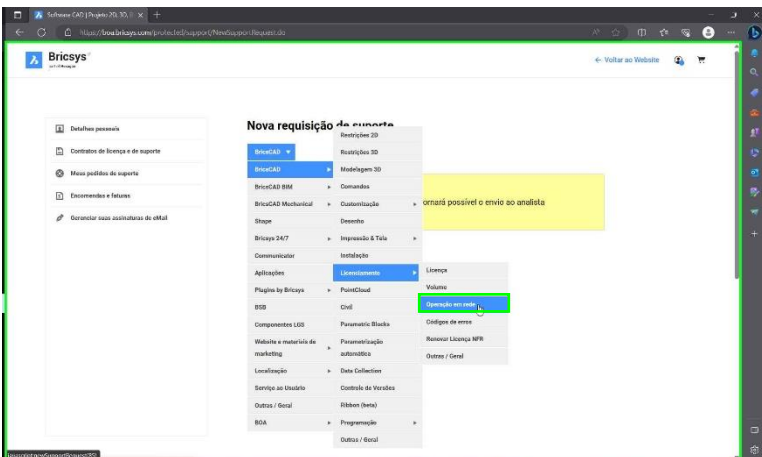 Software CAD | Projeto 2D, 3D,
https://boa.bricsys.com/protected/support/NewSupportRequest.do
Bricsys
← Voltar ao Website
Detalhes pessoais
Contratos de licença e de suporte
Meus pedidos de suporte
Encomendas e faturas
Gerenciar suas assinaturas de eMail
Nova requisição de suporte
BricsCAD
BricsCAD
BricsCAD BIM
BricsCAD Mechanical
Shape
Bricsys 24/7
Communicator
Aplicações
Plugins by Bricsys
BSB
Componentes LGS
Website e materiais de
marketing
Localização
Serviço ao Usuário
Outras / Geral
BOA
Restrições 2D
Restrições 3D
Modelagem 3D
Comandos
Customização
Desenho
Impressão & Tela
Instalação
Licenciamento
PointCloud
Civil
Parametric Blocks
Parametrização
automática
Data Collection
Controle de Versões
Ribbon (beta)
Programação
Outras / Geral
ornará possível o envio ao analista
Licença
Volume
Operação em rede
Códigos de erros
Renovar Licença NFR
Outras / Geral